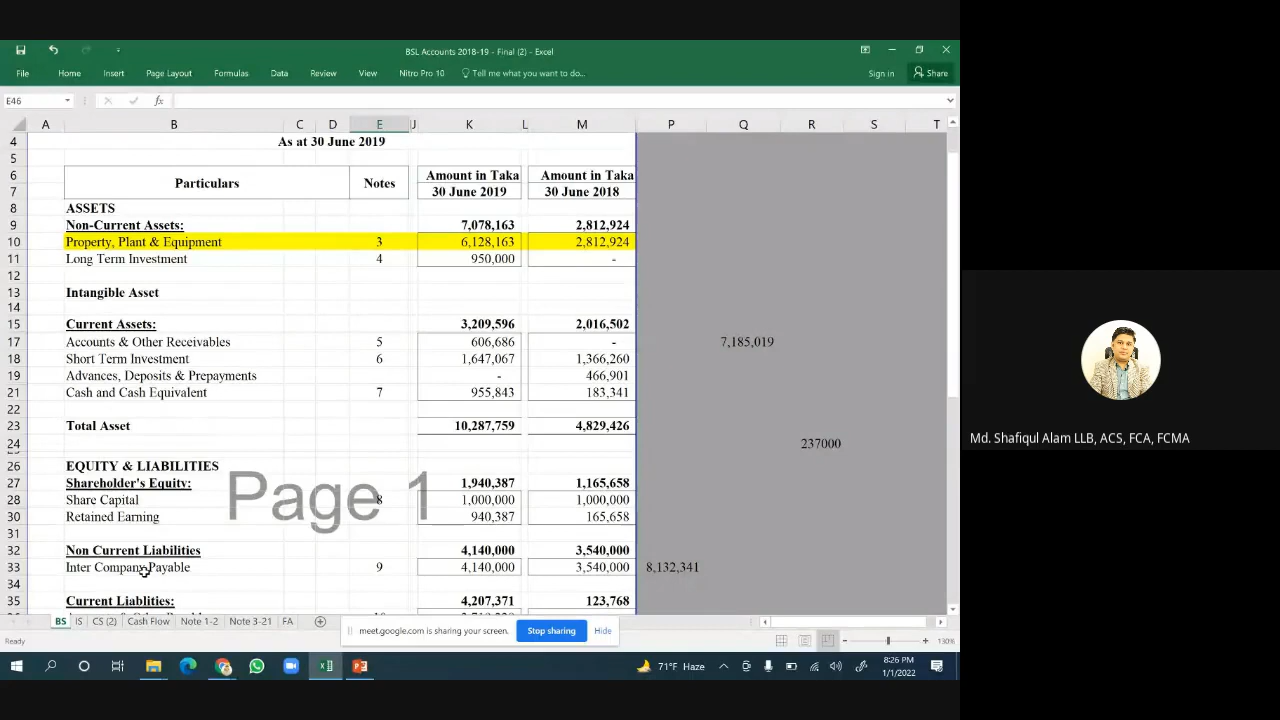 BSL Accounts 2018-19 - Final (2) - Excel
File Home Insert Page Layout Formulas Data Review View Nitro Pro 10 Tell me what you want to do... Sign in Share
E46 fx
A B C D E J K L M P Q R S T
4 As at 30 June 2019
5
6 Particulars Notes Amount in Taka Amount in Taka
7 30 June 2019 30 June 2018
8 ASSETS
9 Non-Current Assets: 7,078,163 2,812,924
10 Property, Plant & Equipment 3 6,128,163 2,812,924
11 Long Term Investment 4 950,000 -
12
13 Intangible Asset
14
15 Current Assets: 3,209,596 2,016,502
17 Accounts & Other Receivables 5 606,686 - 7,185,019
18 Short Term Investment 6 1,647,067 1,366,260
19 Advances, Deposits & Prepayments - 466,901
21 Cash and Cash Equivalent 7 955,843 183,341
22
23 Total Asset 10,287,759 4,829,426
24 237000
26 EQUITY & LIABILITIES
27 Shareholder's Equity: 1,940,387 1,165,658
28 Share Capital 8 1,000,000 1,000,000
30 Retained Earning 940,387 165,658
Page 1
31
32 Non Current Liabilities 4,140,000 3,540,000
33 Inter Company Payable 9 4,140,000 3,540,000 8,132,341
34
35 Current Liablities: 4,207,371 123,768
BS IS CS (2) Cash Flow Note 1-2 Note 3-21 FA
meet.google.com is sharing your screen. Stop sharing Hide
Ready 130%
71°F Haze 8:26 PM
1/1/2022
Md. Shafiqul Alam LLB, ACS, FCA, FCMA